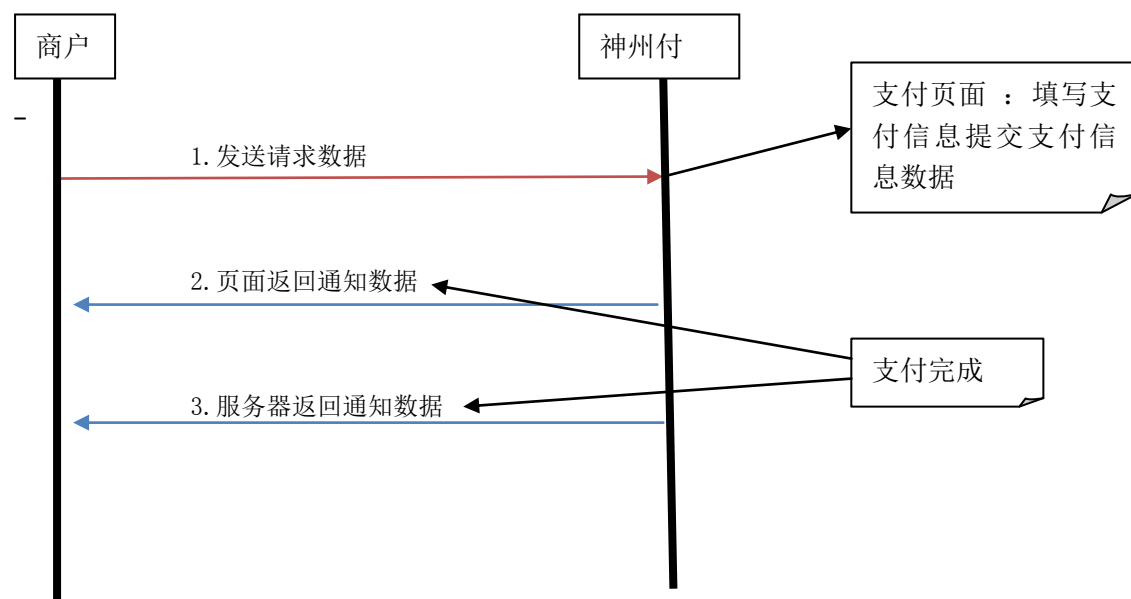 商户
神州付
支付页面 ：填写支
付信息提交支付信
息数据
1.发送请求数据
2.页面返回通知数据
支付完成
3.服务器返回通知数据